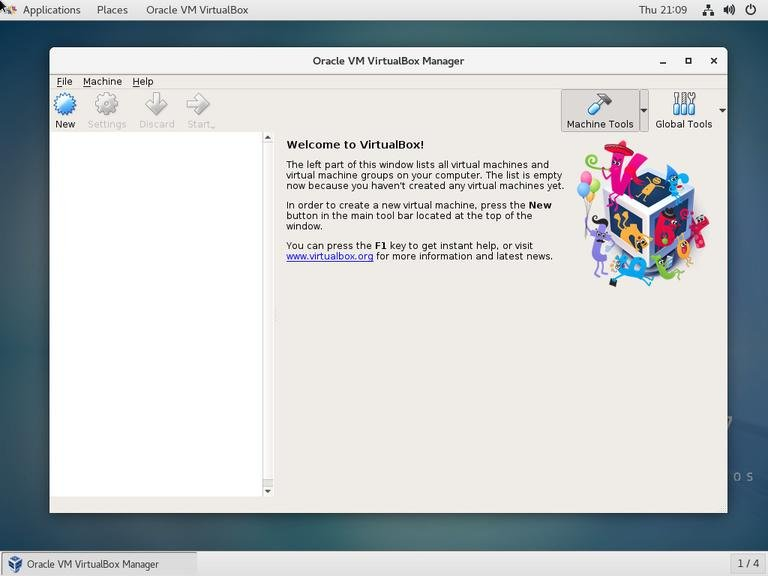 Applications Places Oracle VM VirtualBox Thu 21:09
Oracle VM VirtualBox Manager
File Machine Help
New Settings Discard Start Machine Tools Global Tools
Welcome to VirtualBox!
The left part of this window lists all virtual machines and
virtual machine groups on your computer. The list is empty
now because you haven't created any virtual machines yet.
In order to create a new virtual machine, press the New
button in the main tool bar located at the top of the
window.
You can press the F1 key to get instant help, or visit
www.virtualbox.org for more information and latest news.
7
O S
Oracle VM VirtualBox Manager 1 / 4